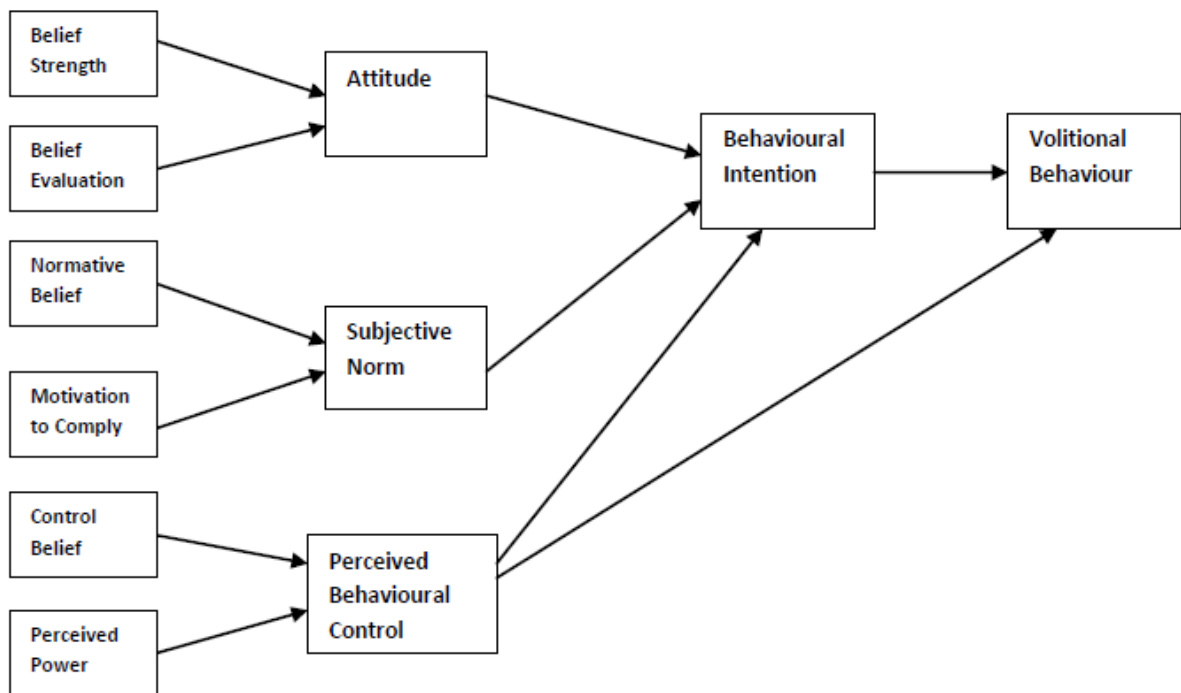 Belief
Strength
Belief
Evaluation
Normative
Belief
Motivation
to Comply
Control
Belief
Perceived
Power
Attitude
Subjective
Norm
Perceived
Behavioural
Control
Behavioural
Intention
Volitional
Behaviour